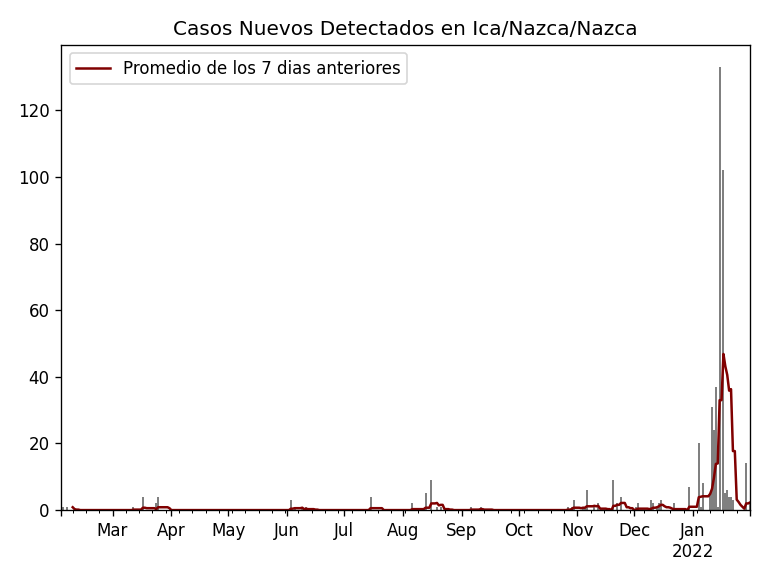 Casos Nuevos Detectados en Ica/Nazca/Nazca
Promedio de los 7 dias anteriores
120
100
80
60
40
20
0
Mar Apr May Jun Jul Aug Sep Oct Nov Dec Jan
2022